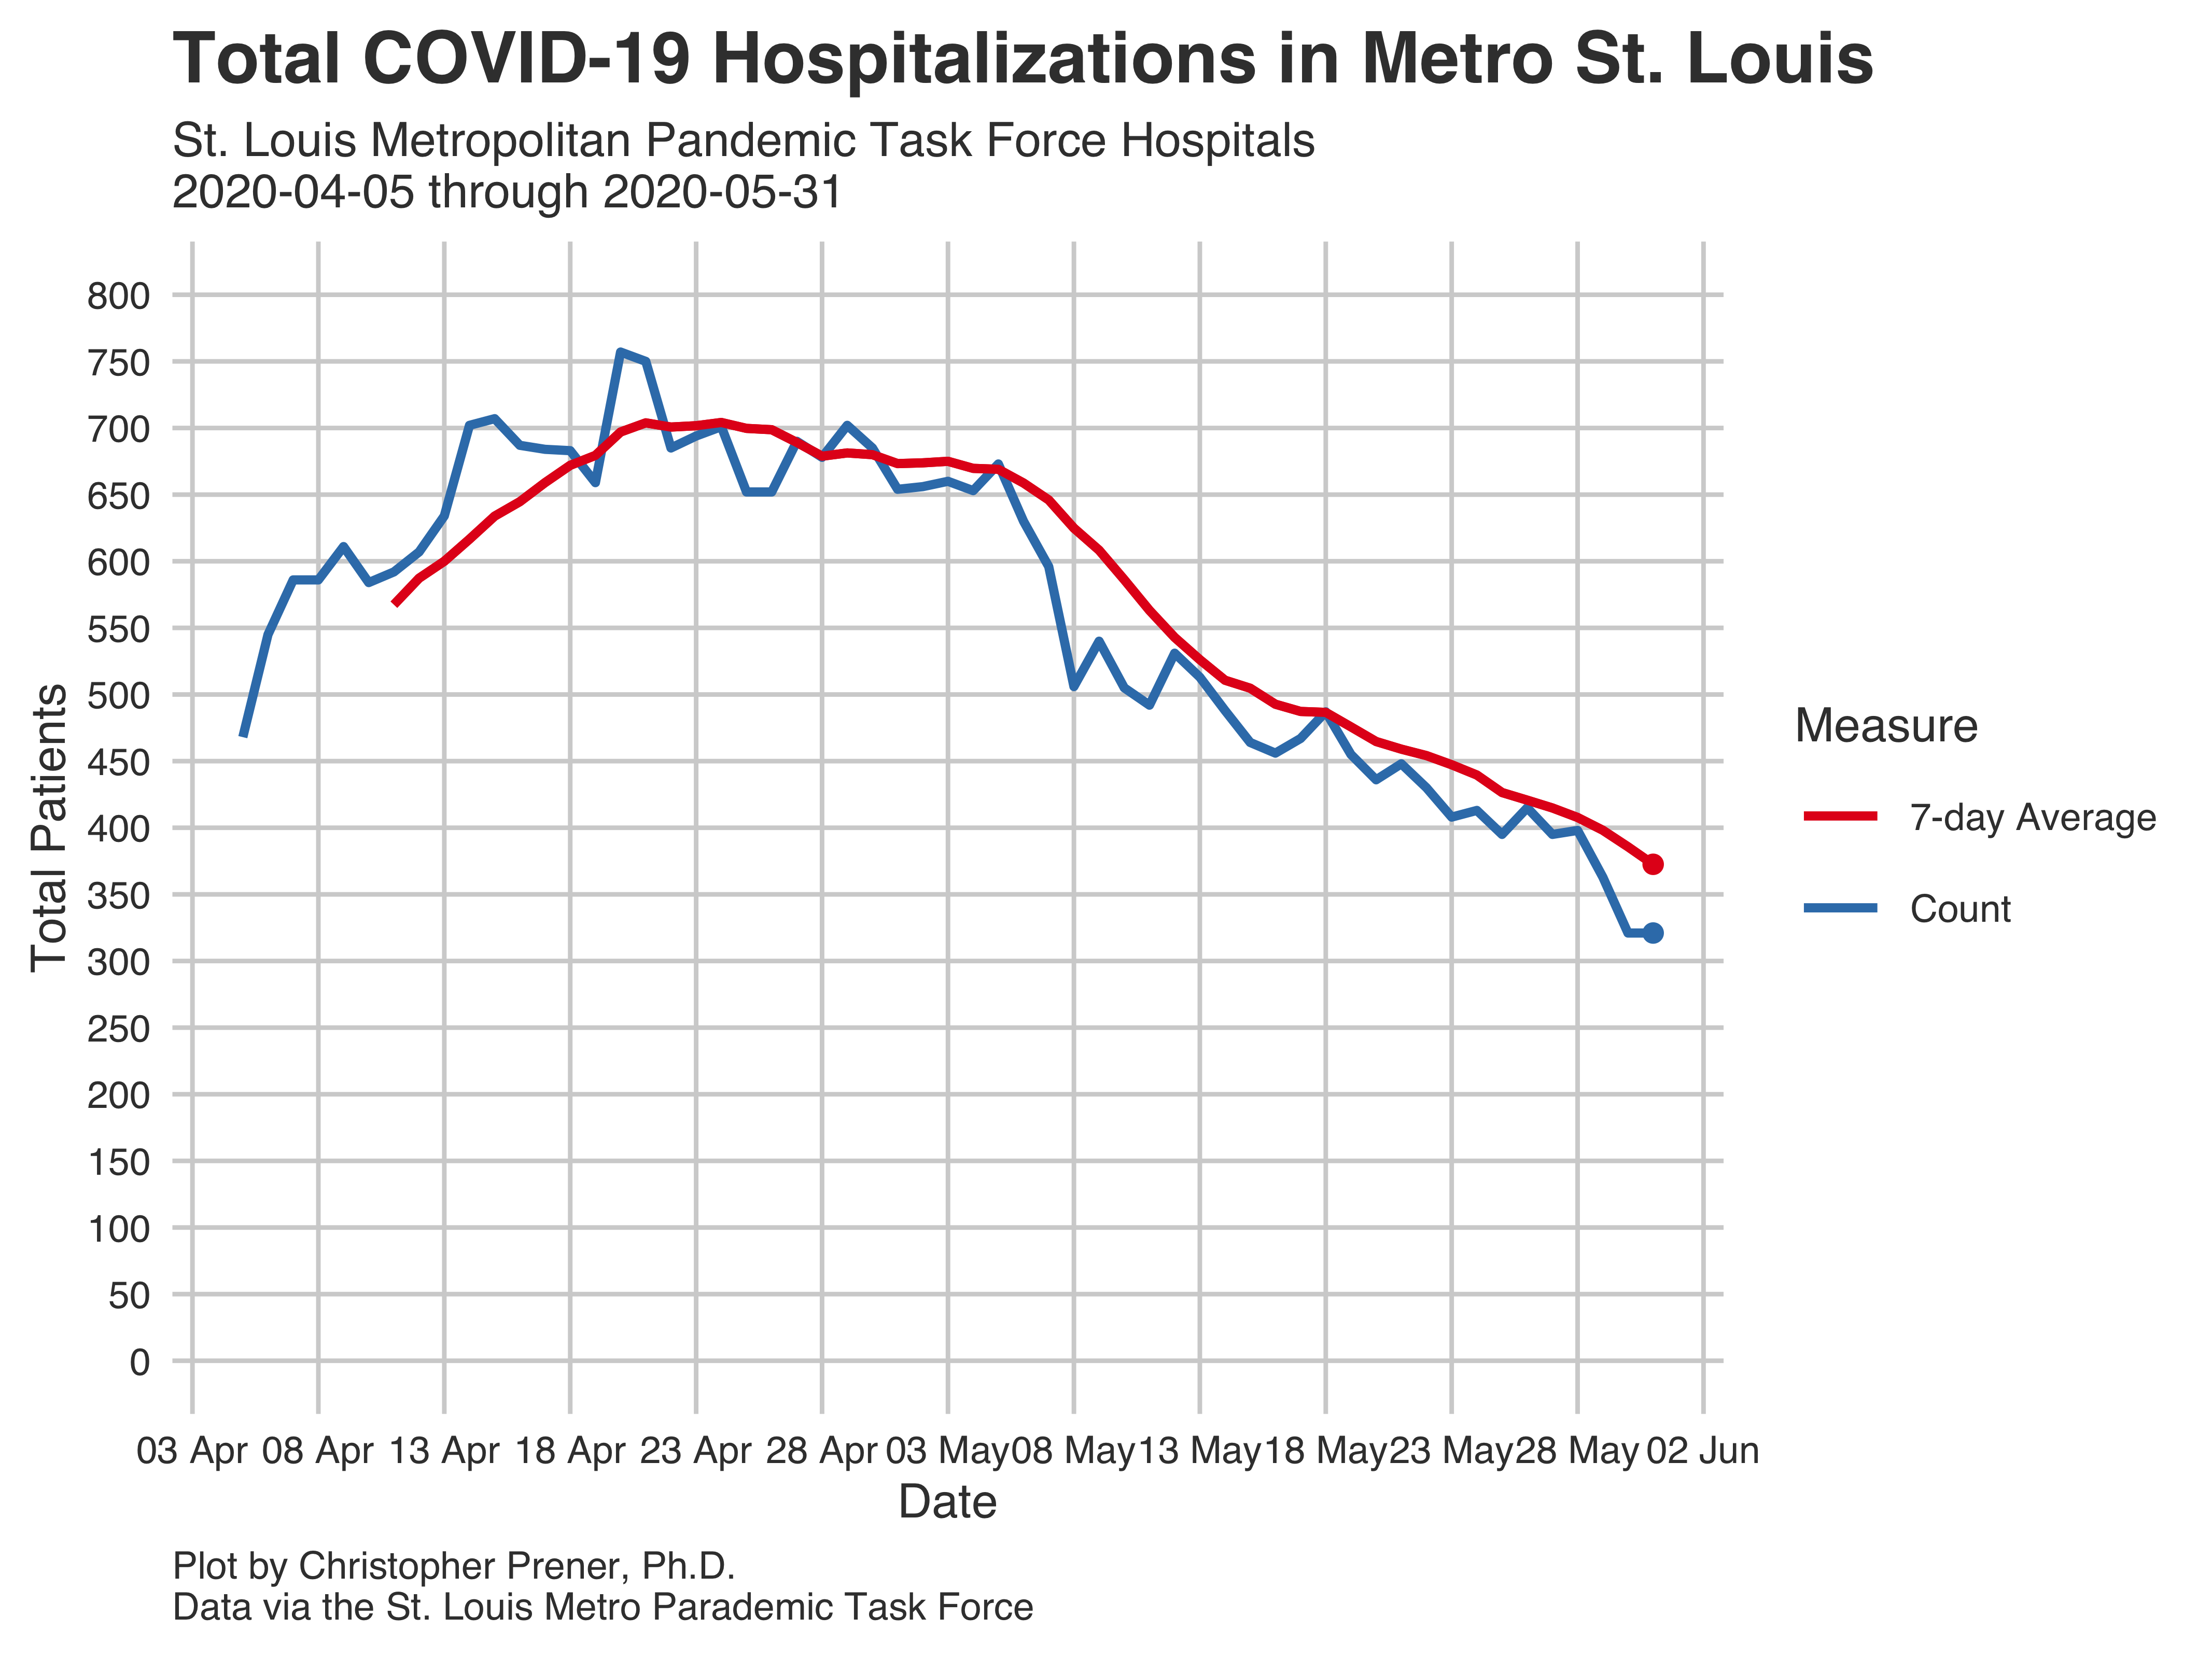 Total COVID-19 Hospitalizations in Metro St. Louis
St. Louis Metropolitan Pandemic Task Force Hospitals
2020-04-05 through 2020-05-31
800
750
700
650
600
550
500
450
400
350
300
250
200
150
100
50
0
Total Patients
03 Apr 08 Apr 13 Apr 18 Apr 23 Apr 28 Apr 03 May 08 May 13 May 18 May 23 May 28 May 02 Jun
Date
Measure
7-day Average
Count
Plot by Christopher Prener, Ph.D.
Data via the St. Louis Metro Parademic Task Force